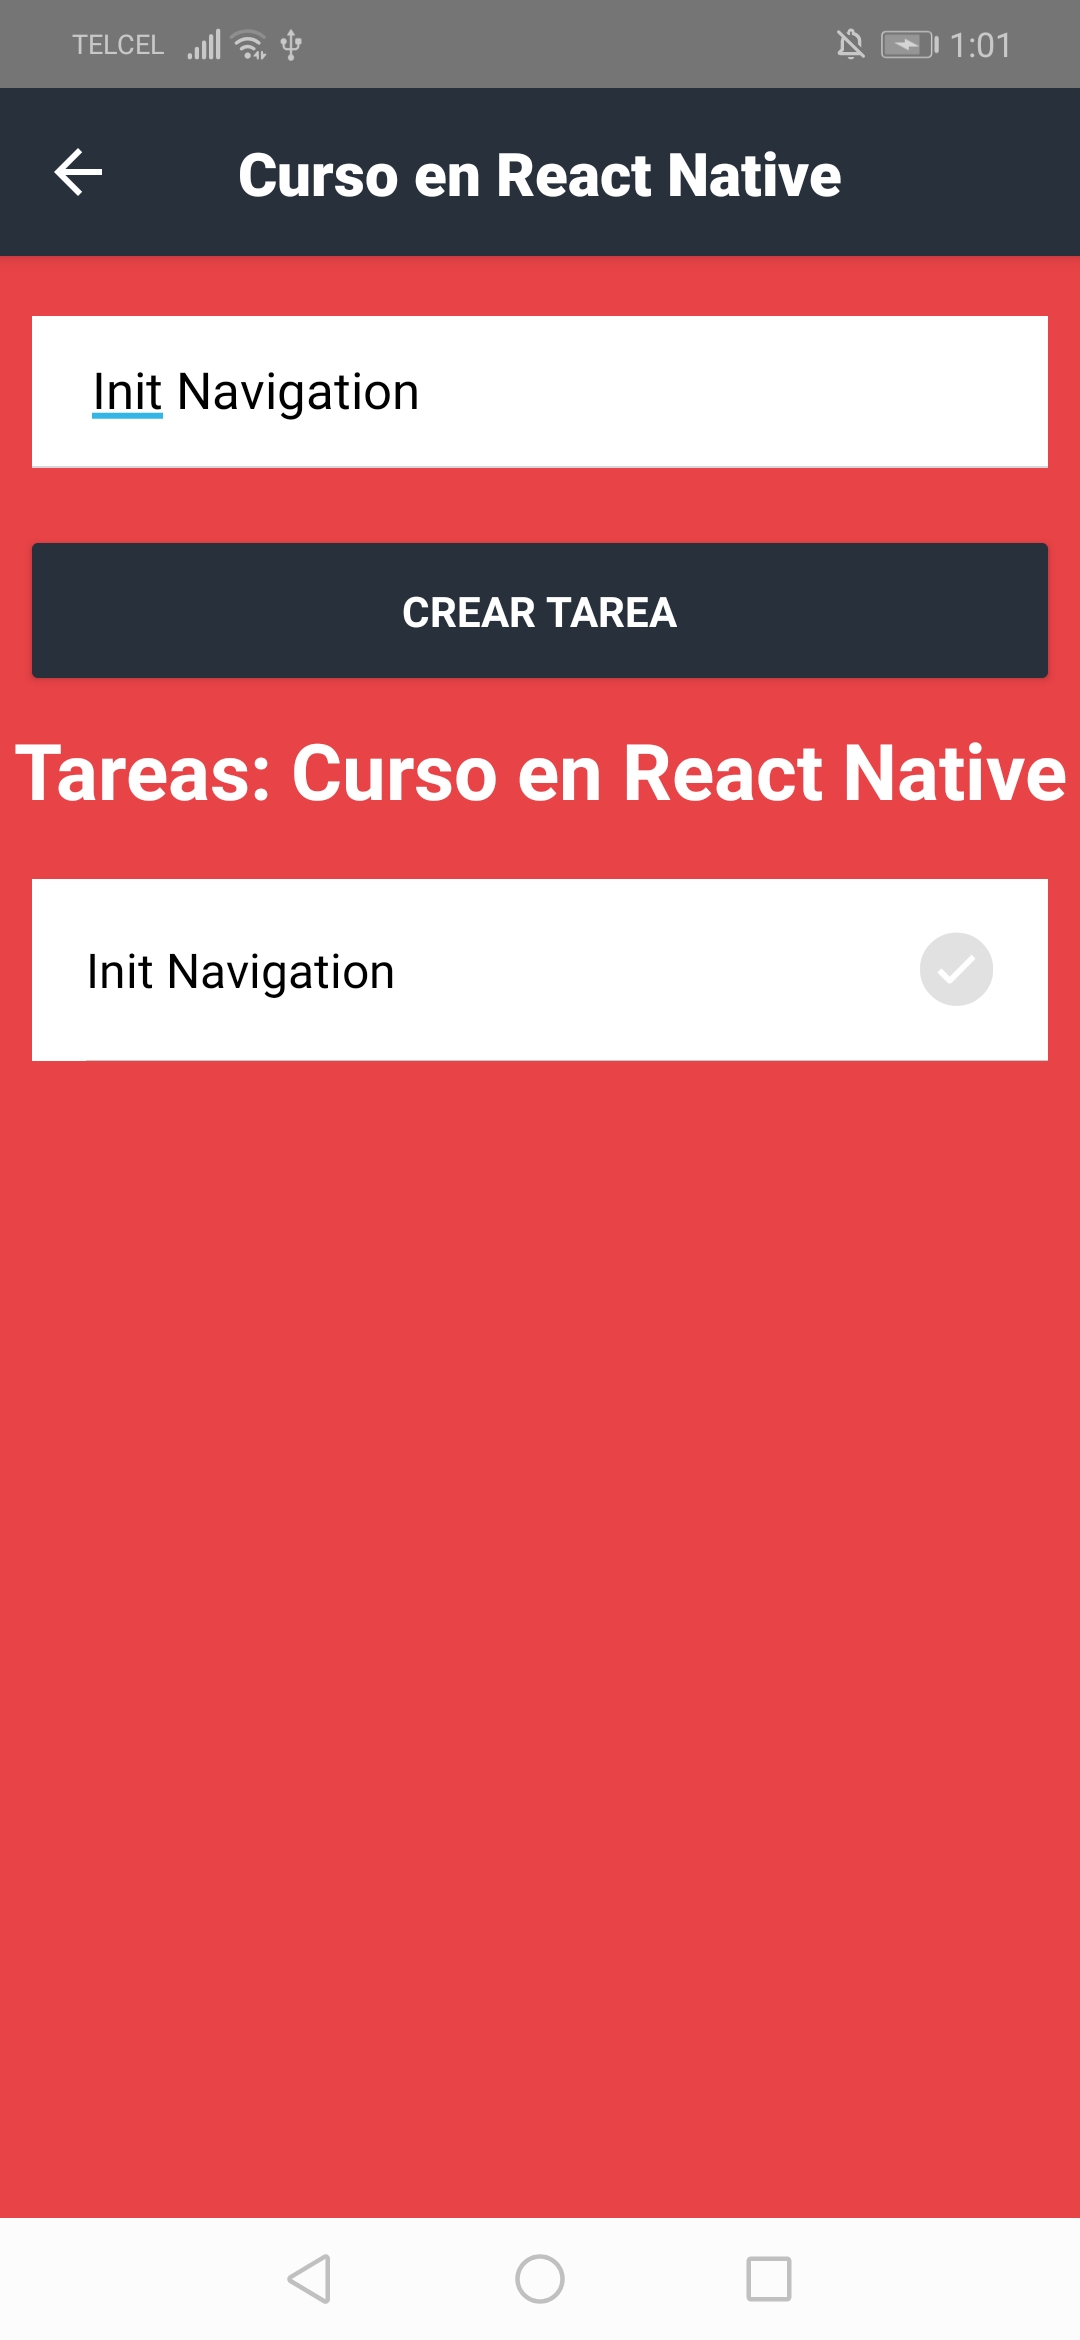 TELCEL 1:01
Curso en React Native
Init Navigation
CREAR TAREA
Tareas: Curso en React Native
Init Navigation